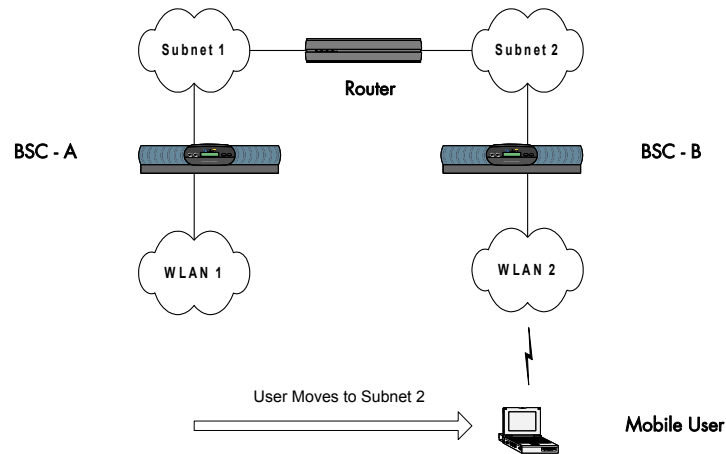 Subnet 1
Subnet 2
Router
BSC - A
BSC - B
WLAN 1
WLAN 2
User Moves to Subnet 2
Mobile User